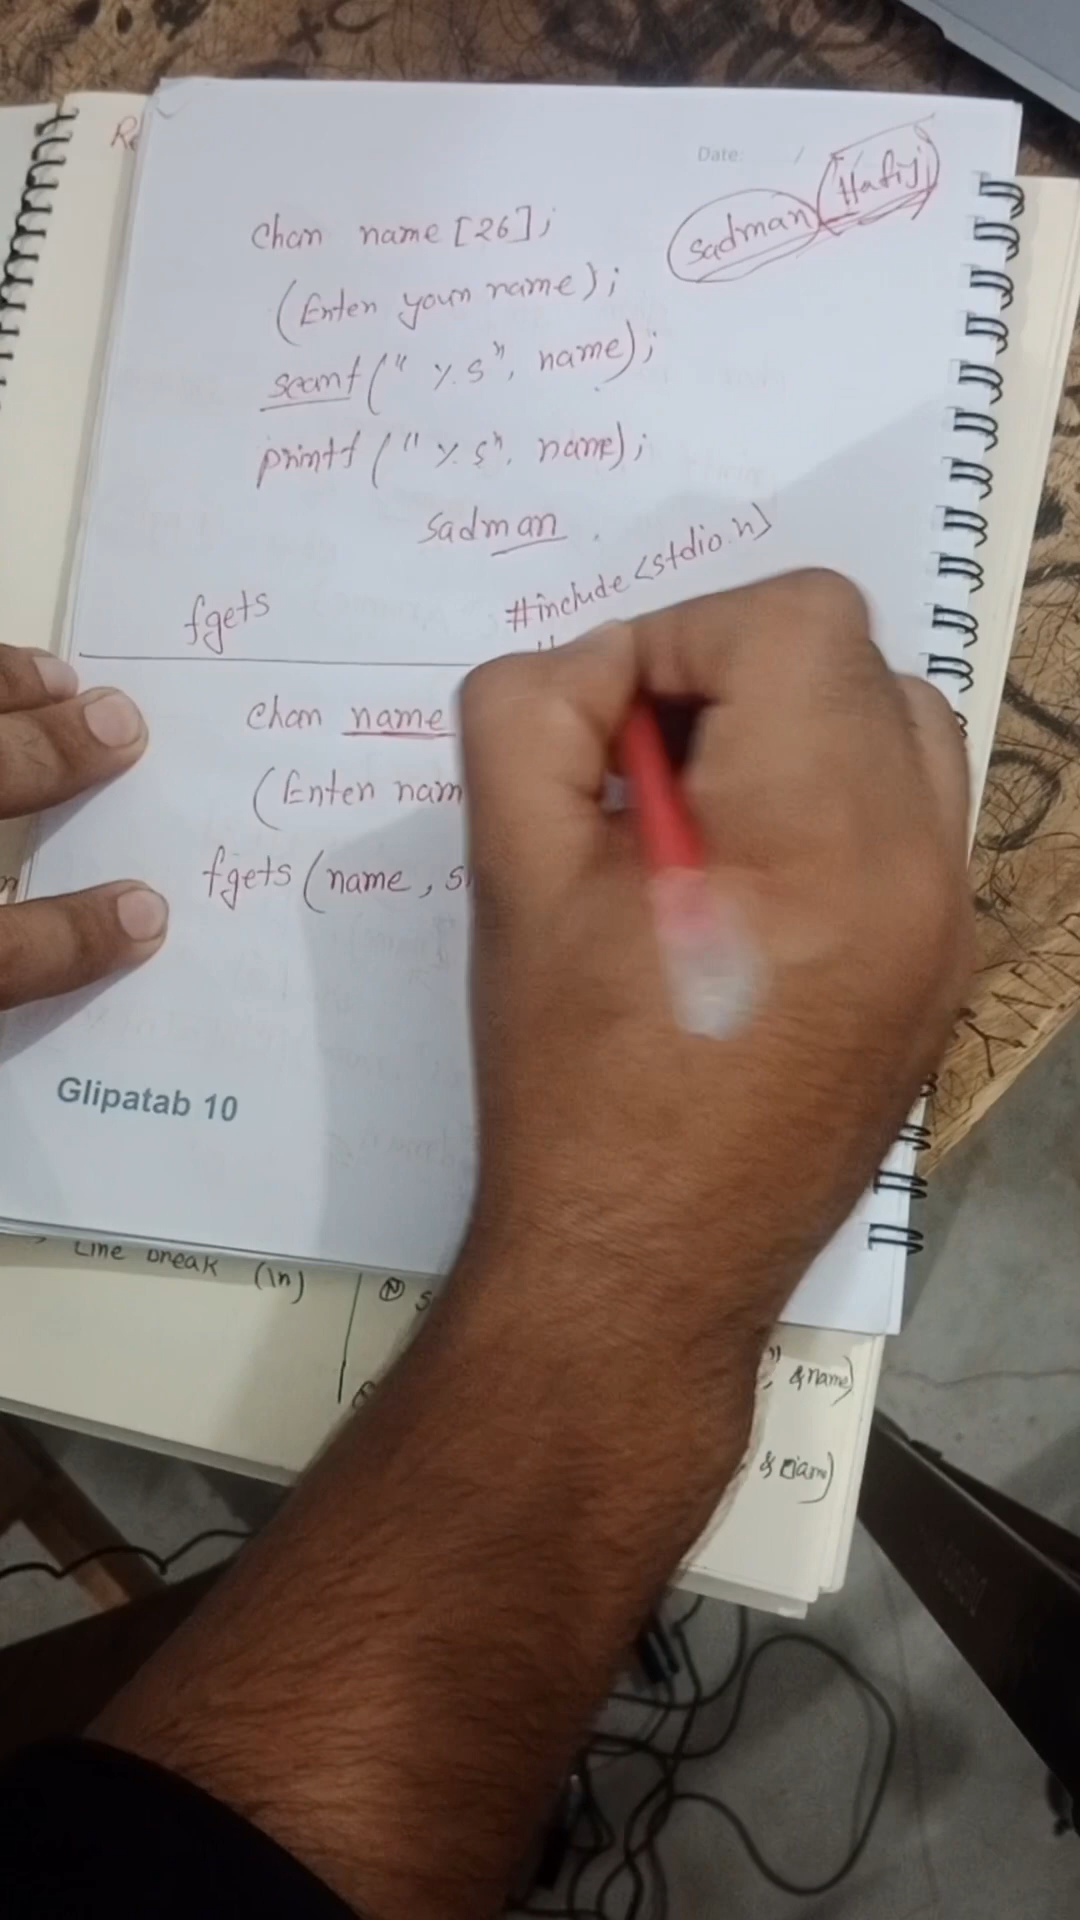 Date: /
sadman Hafij
Char name [26];
(Enter your name);
scanf (" %s", name);
printf (" %s", name);
sadman
#include <stdio.h>
fgets
Char name
(Enter nam
fgets (name, s
Glipatab 10
Line break (\n)
", &name)